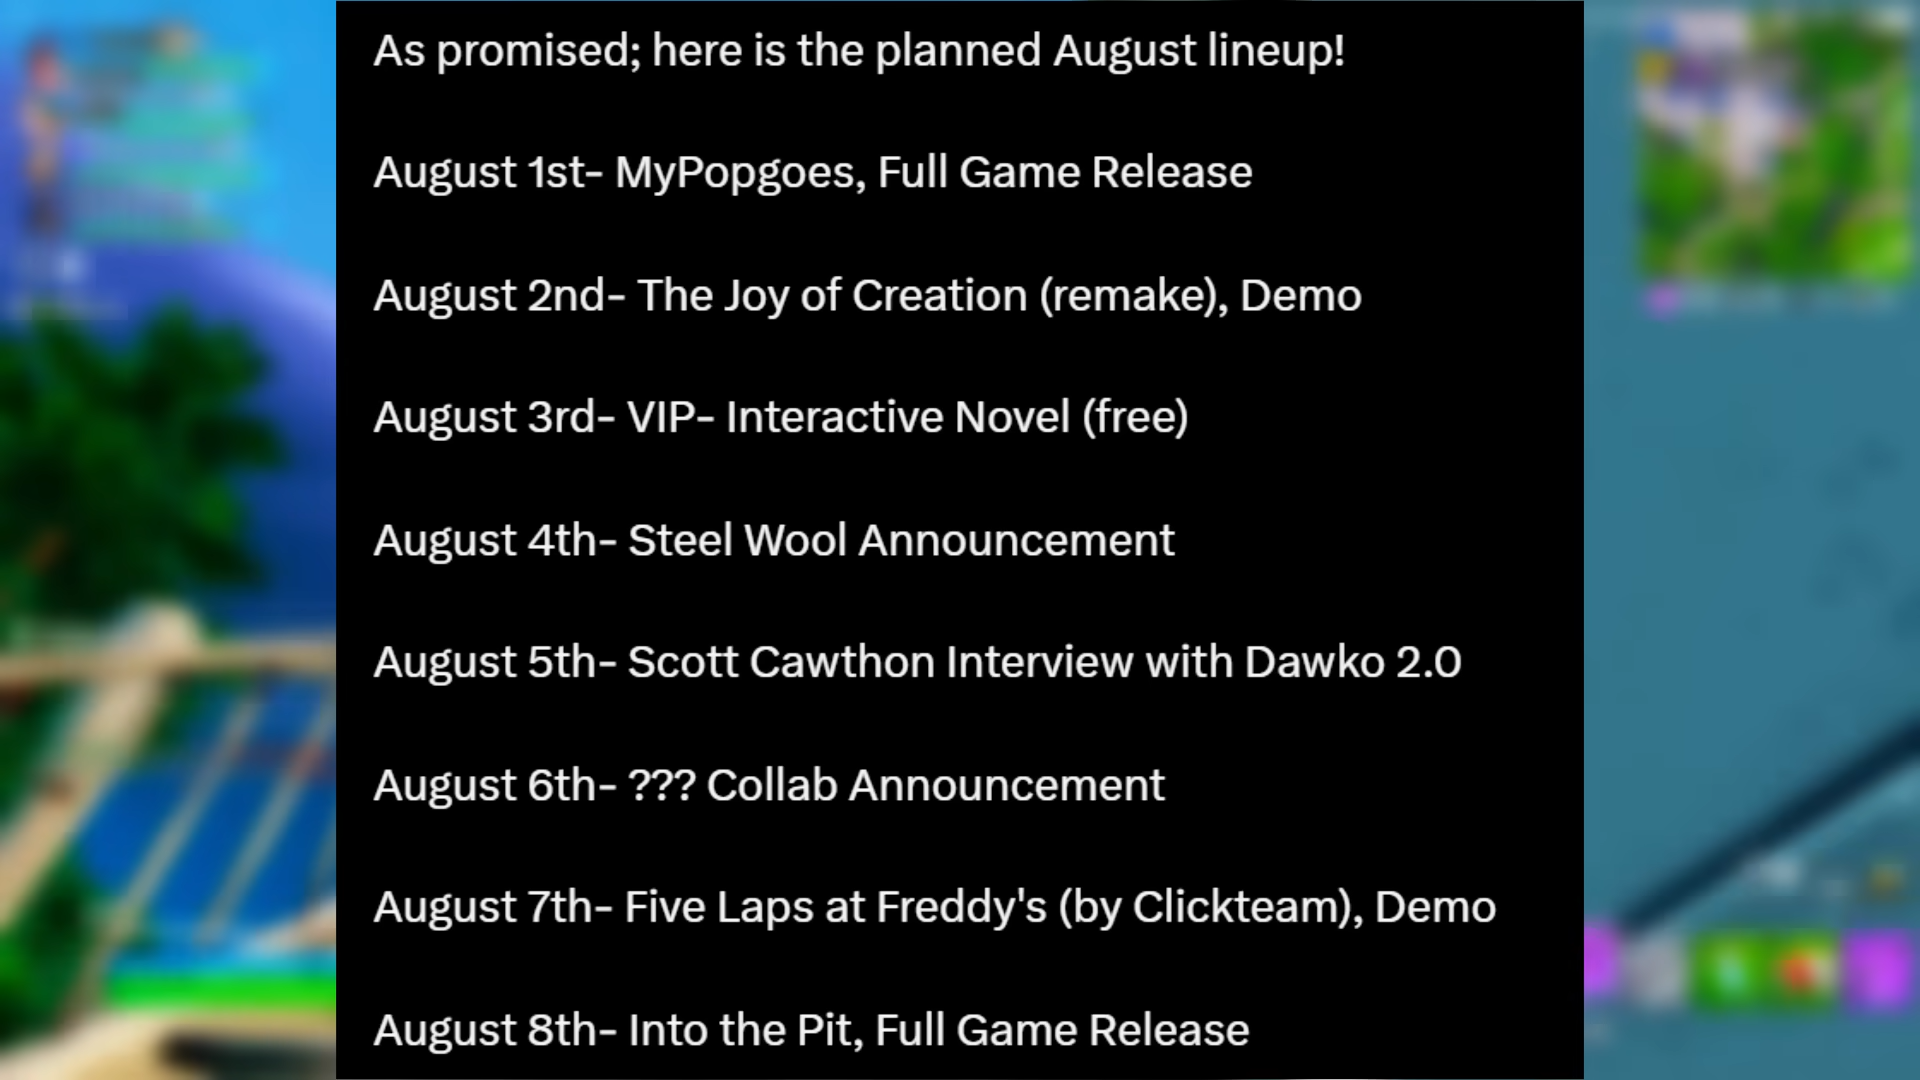 As promised; here is the planned August lineup!
August 1st- MyPopgoes, Full Game Release
August 2nd- The Joy of Creation (remake), Demo
August 3rd- VIP- Interactive Novel (free)
August 4th- Steel Wool Announcement
August 5th- Scott Cawthon Interview with Dawko 2.0
August 6th- ??? Collab Announcement
August 7th- Five Laps at Freddy's (by Clickteam), Demo
August 8th- Into the Pit, Full Game Release